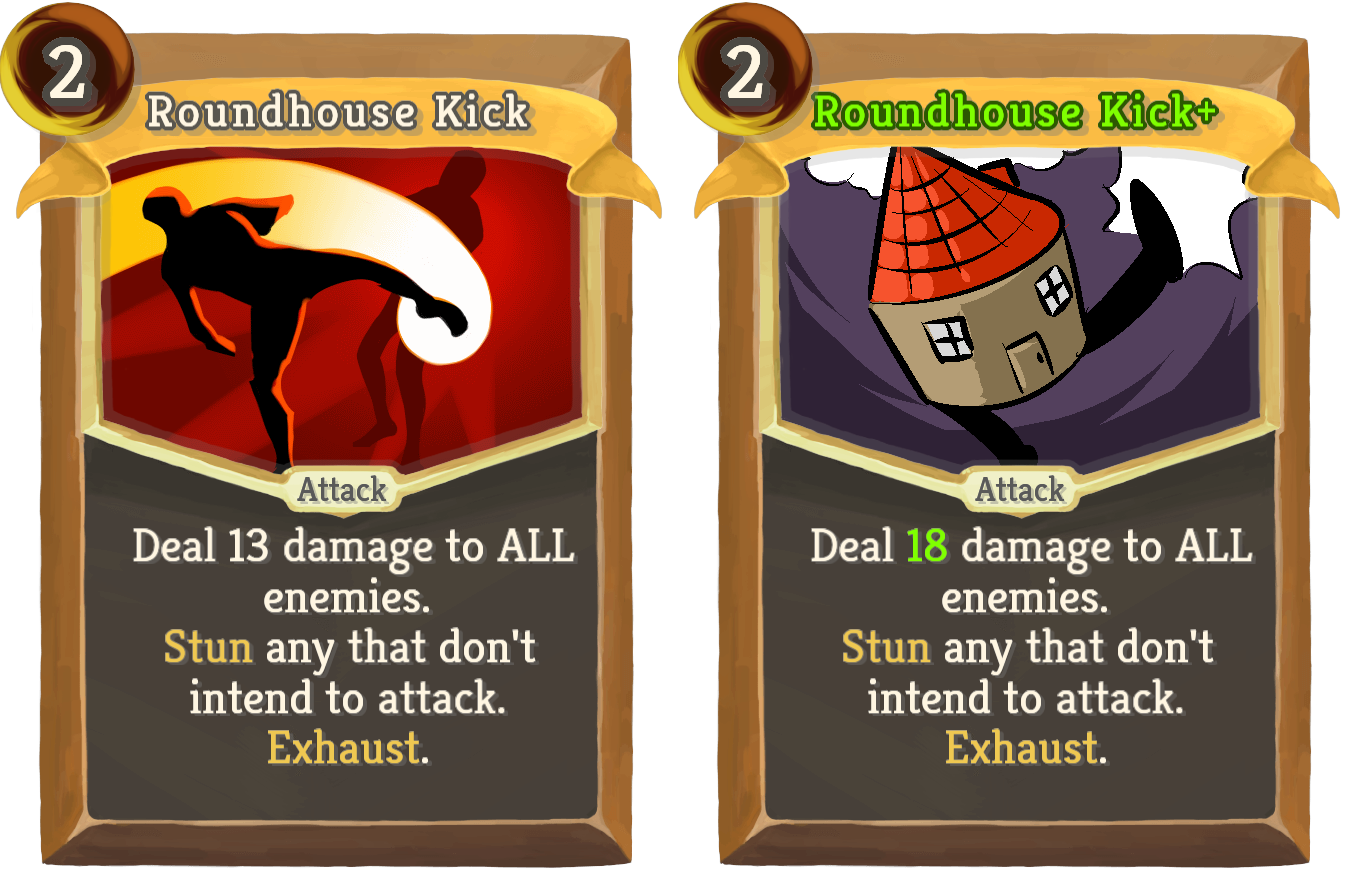 2
Roundhouse Kick
Attack
Deal 13 damage to ALL
enemies.
Stun any that don't
intend to attack.
Exhaust.
2
Roundhouse Kick+
Attack
Deal 18 damage to ALL
enemies.
Stun any that don't
intend to attack.
Exhaust.